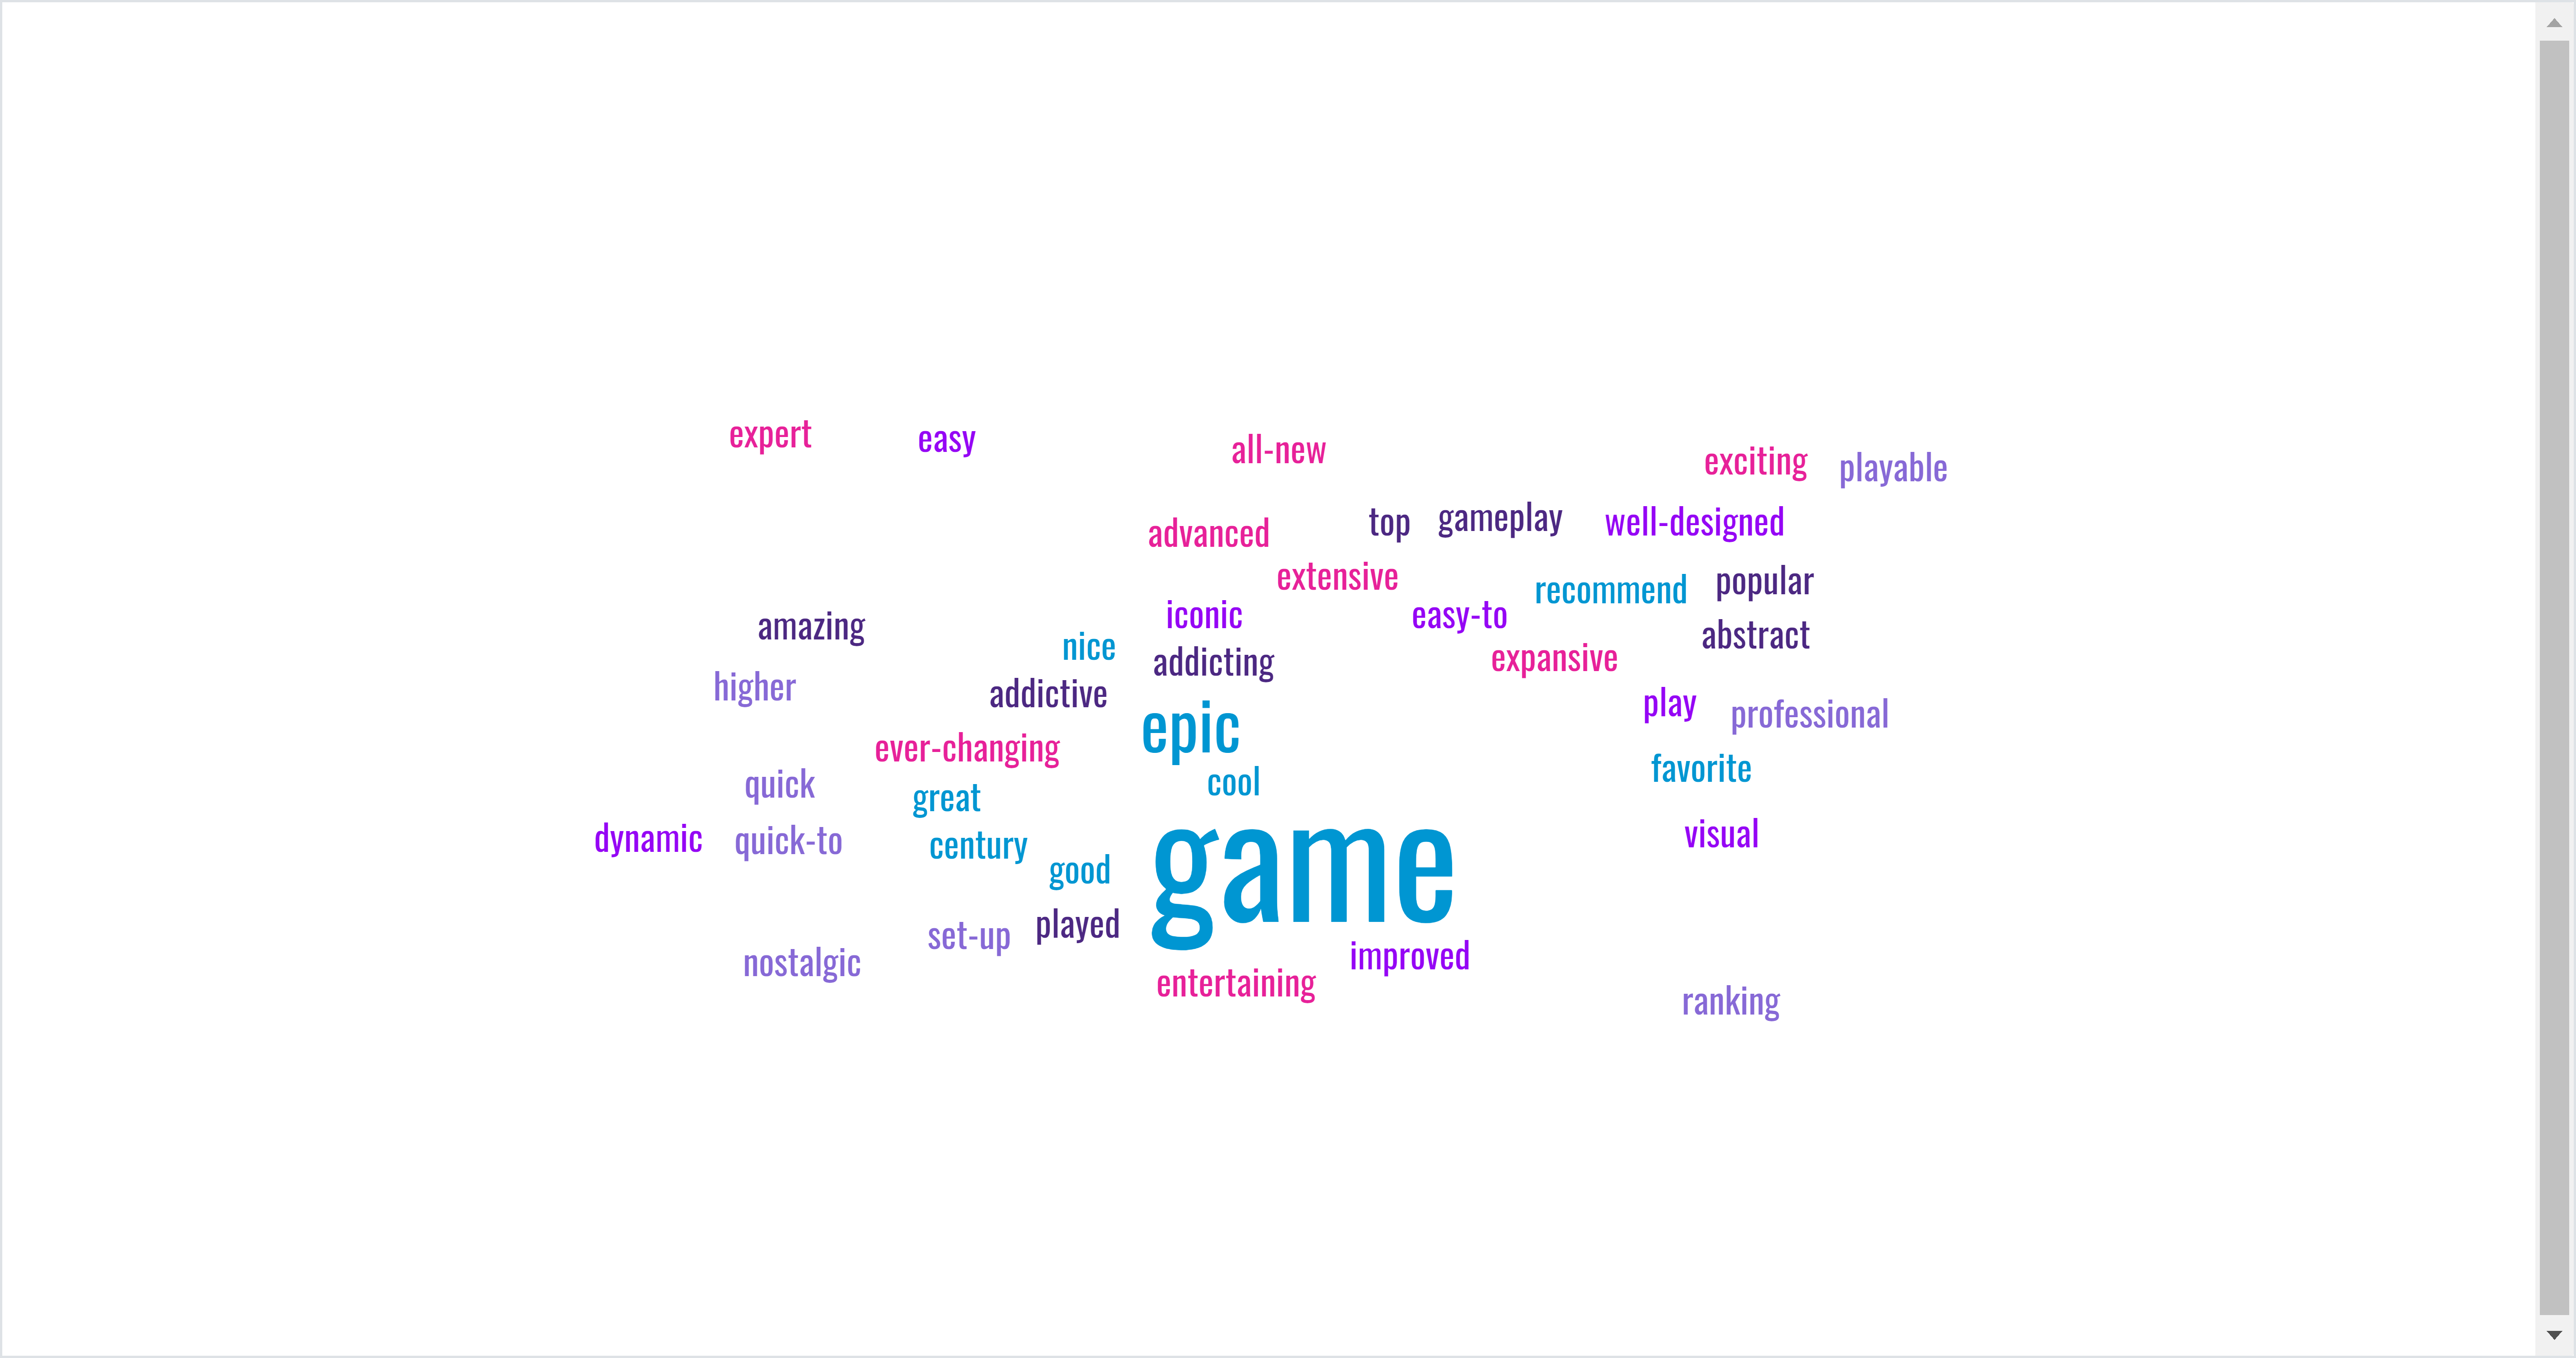 expert
easy
all-new
exciting
playable
top
gameplay
well-designed
advanced
extensive
recommend
popular
iconic
easy-to
amazing
nice
addicting
abstract
expansive
higher
addictive
play
professional
epic
ever-changing
favorite
quick
great
cool
dynamic
quick-to
century
visual
good
game
set-up
played
nostalgic
improved
entertaining
ranking